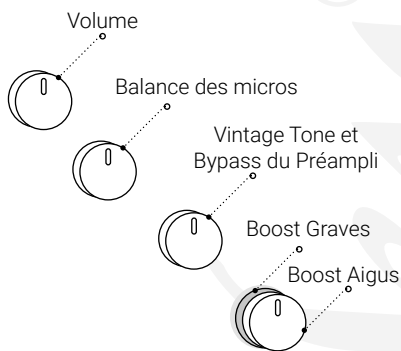 Volume
Balance des micros
Vintage Tone et
Bypass du Préampli
Boost Graves
Boost Aigus